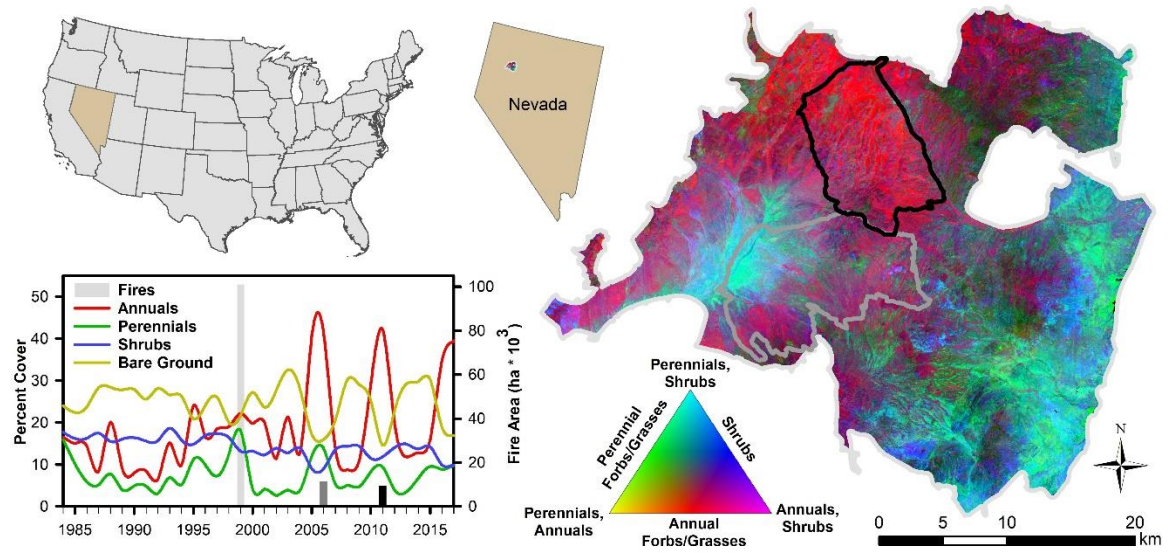 Nevada
Fires
Annuals
Perennials
Shrubs
Bare Ground
Percent Cover
50
40
30
20
10
0
Fire Area (ha * 10³)
100
80
60
40
20
0
1985 1990 1995 2000 2005 2010 2015
Perennials,
Shrubs
Perennial
Forbs/Grasses
Shrubs
Perennials,
Annuals
Annual
Forbs/Grasses
Annuals,
Shrubs
N
0 5 10 20
km